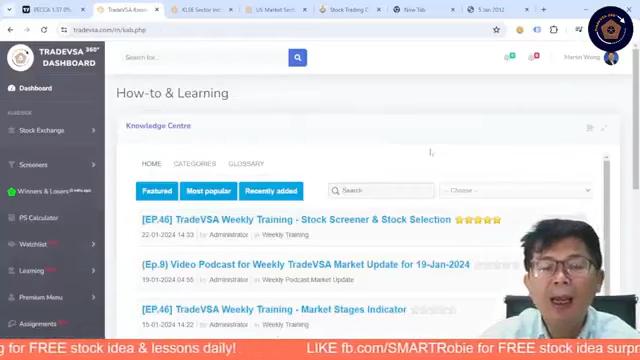 PECCA 1.37 0%
TradeVSA
KLSE Sector Ind
US Market Sect
Stock Trading C
New Tab
5 Jan 2012
tradevsa.com/m/kab.php
TRADEVSA 360°
DASHBOARD
Search for...
Martin Wong
Dashboard
How-to & Learning
Stock Exchange
Knowledge Centre
Screeners
HOME
CATEGORIES
GLOSSARY
Winners & Losers
Featured
Most popular
Recently added
Search
-- Choose --
PS Calculator
[EP.46] TradeVSA Weekly Training - Stock Screener & Stock Selection
22-01-2024 14:33 | by Administrator | in Weekly Training
Watchlist
(Ep.9) Video Podcast for Weekly TradeVSA Market Update for 19-Jan-2024
Learning
19-01-2024 04:55 | by Administrator | in Weekly Market Update Podcast
Premium Menu
[EP.46] TradeVSA Weekly Training - Market Stages Indicator
Assignments
15-01-2024 14:22 | by Administrator | in Weekly Training
g for FREE stock idea & lessons daily!
LIKE fb.com/SMARTRobie for FREE stock idea surpr